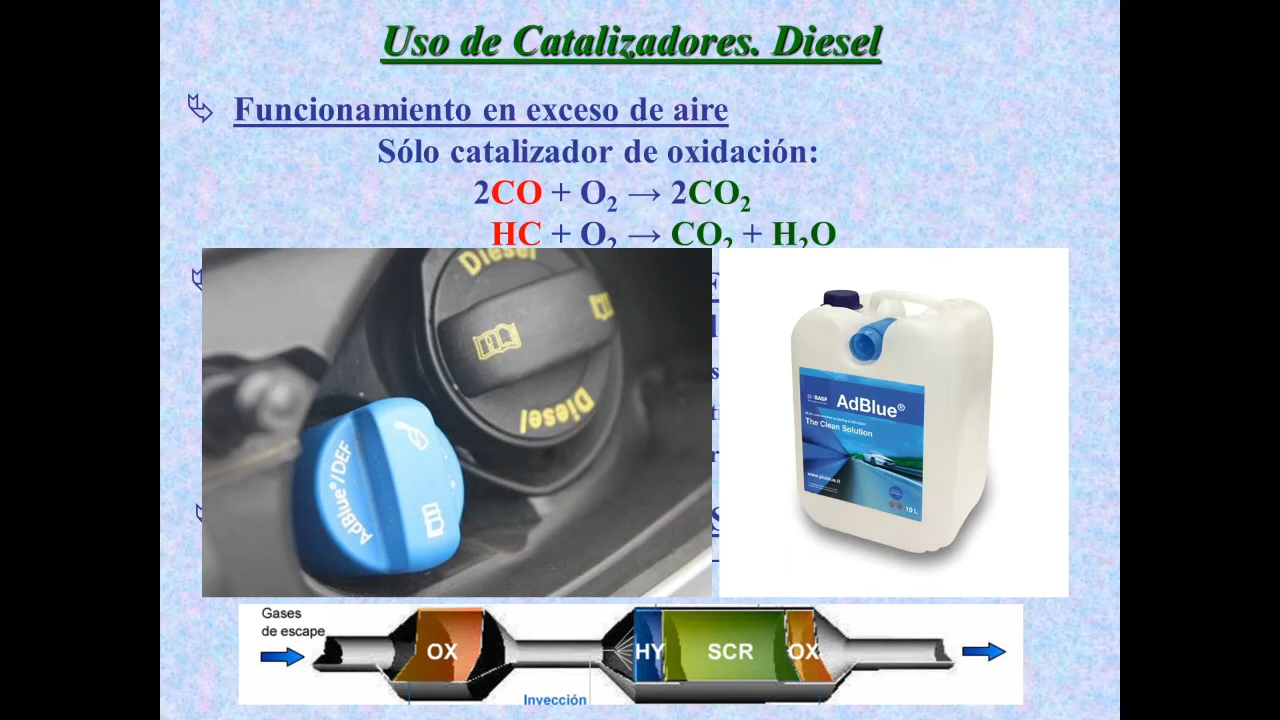 Uso de Catalizadores. Diesel
Funcionamiento en exceso de aire
Sólo catalizador de oxidación:
2CO + O2 → 2CO2
HC + O2 → CO2 + H2O
Diesel
Diesel
AdBlue®/DEF
BASF
AdBlue®
The Clean Solution
10 L
Gases
de escape
OX
HY
SCR
OX
Inyección